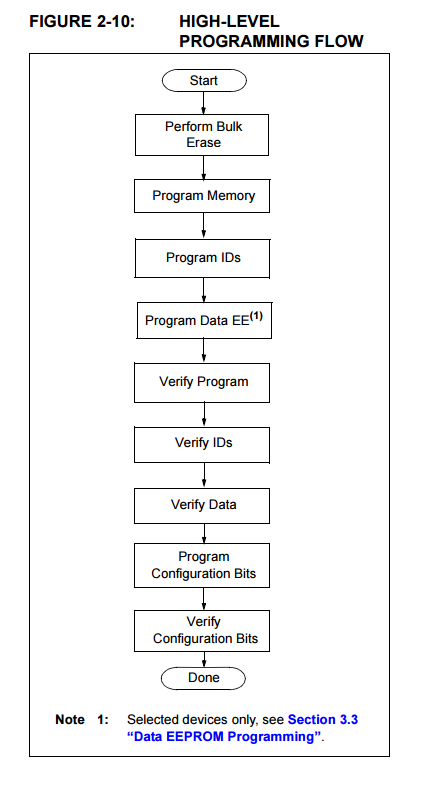 FIGURE 2-10: HIGH-LEVEL
PROGRAMMING FLOW
Start
Perform Bulk
Erase
Program Memory
Program IDs
Program Data EE(1)
Verify Program
Verify IDs
Verify Data
Program
Configuration Bits
Verify
Configuration Bits
Done
Note 1: Selected devices only, see Section 3.3
“Data EEPROM Programming”.